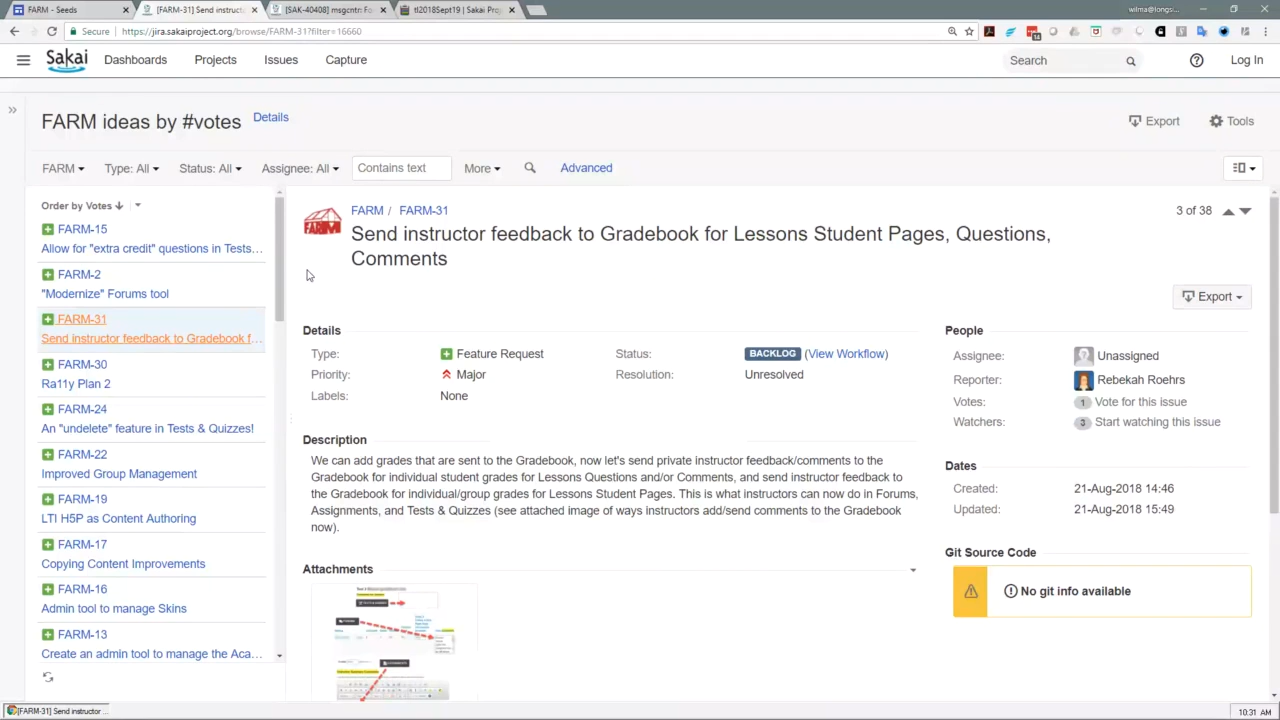 FARM - Seeds
[FARM-31] Send instruct
[SAK-40408] msgcntr: Fo
tl2018Sept19 | Sakai Pro
wilma@longsi...
Secure | https://jira.sakaiproject.org/browse/FARM-31?filter=16660
14
Sakai
Dashboards
Projects
Issues
Capture
Search
Log In
FARM ideas by #votes
Details
Export
Tools
FARM
Type: All
Status: All
Assignee: All
Contains text
More
Advanced
Order by Votes
FARM-15
Allow for "extra credit" questions in Tests…
FARM-2
"Modernize" Forums tool
FARM-31
Send instructor feedback to Gradebook f…
FARM-30
Ra11y Plan 2
FARM-24
An "undelete" feature in Tests & Quizzes!
FARM-22
Improved Group Management
FARM-19
LTI H5P as Content Authoring
FARM-17
Copying Content Improvements
FARM-16
Admin tool to manage Skins
FARM-13
Create an admin tool to manage the Aca…
FARM
FARM / FARM-31
3 of 38
Send instructor feedback to Gradebook for Lessons Student Pages, Questions,
Comments
Export
Details
Type: Feature Request
Status: BACKLOG (View Workflow)
Priority: Major
Resolution: Unresolved
Labels: None
Description
We can add grades that are sent to the Gradebook, now let's send private instructor feedback/comments to the
Gradebook for individual student grades for Lessons Questions and/or Comments, and send instructor feedback to
the Gradebook for individual/group grades for Lessons Student Pages. This is what instructors can now do in Forums,
Assignments, and Tests & Quizzes (see attached image of ways instructors add/send comments to the Gradebook
now).
Attachments
People
Assignee: Unassigned
Reporter: Rebekah Roehrs
Votes: 1 Vote for this issue
Watchers: 3 Start watching this issue
Dates
Created: 21-Aug-2018 14:46
Updated: 21-Aug-2018 15:49
Git Source Code
No git info available
[FARM-31] Send instructor ...
10:31 AM